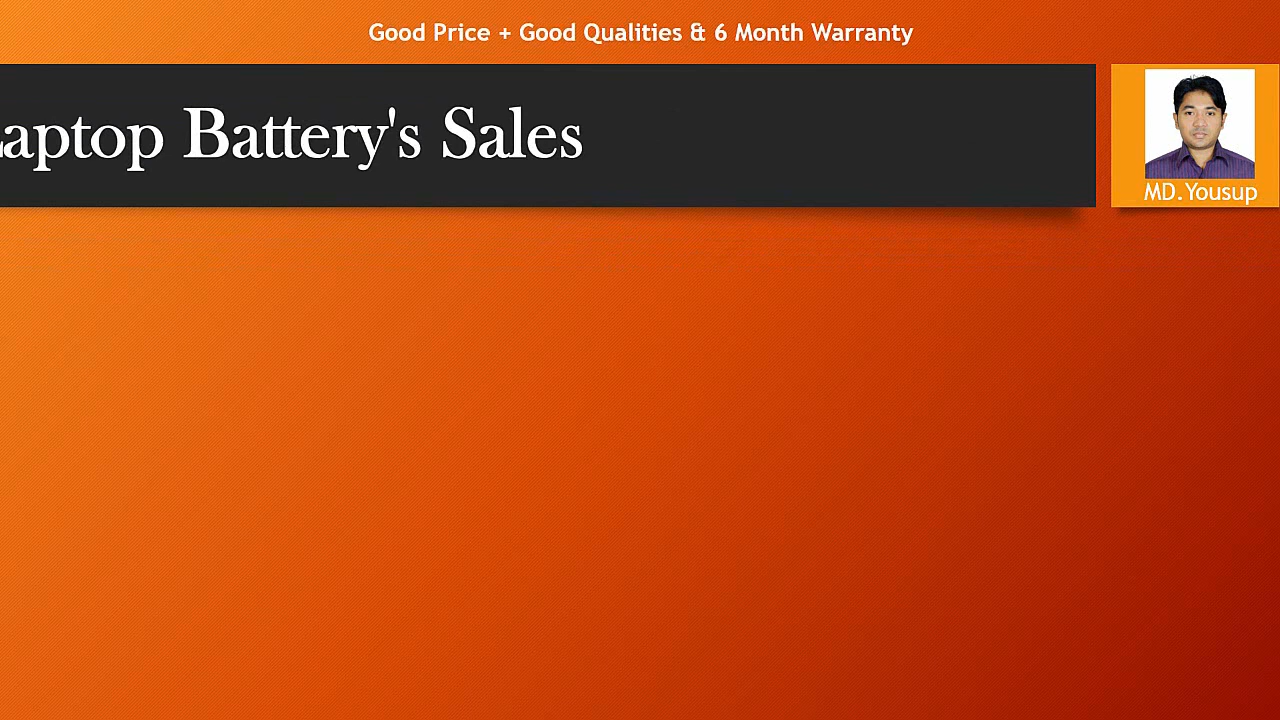 Good Price + Good Qualities & 6 Month Warranty
aptop Battery's Sales
MD.Yousup